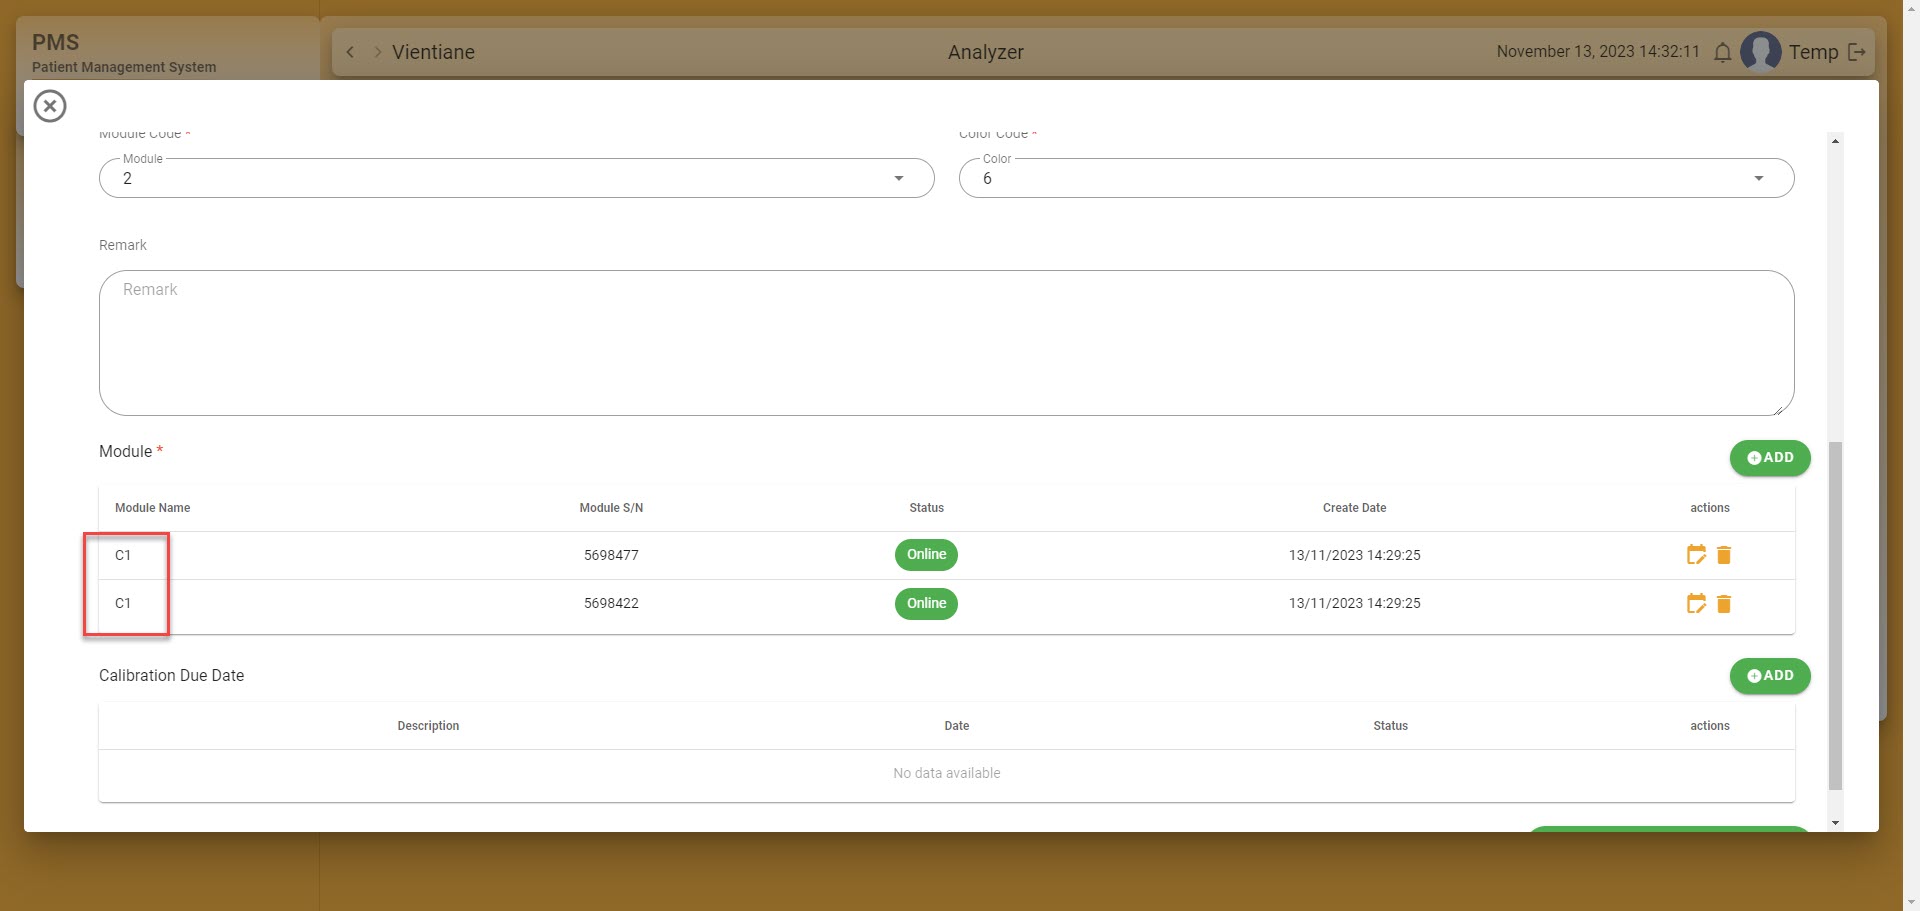 PMS
Patient Management System
Vientiane
Analyzer
November 13, 2023 14:32:11
Temp
Module Code *
Color Code *
Module
2
Color
6
Remark
Remark
Module *
ADD
Module Name Module S/N Status Create Date actions
C1 5698477 Online 13/11/2023 14:29:25
C1 5698422 Online 13/11/2023 14:29:25
Calibration Due Date
ADD
Description Date Status actions
No data available